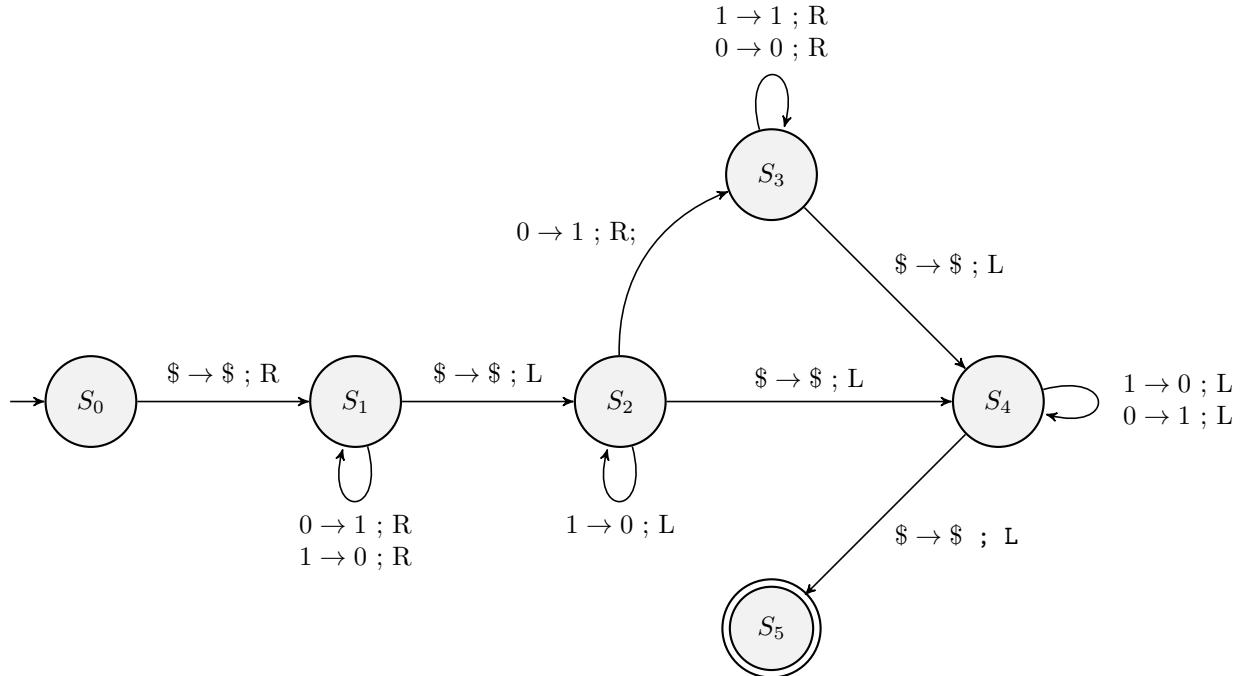 1 → 1 ; R
0 → 0 ; R
S₃
0 → 1 ; R;
$ → $ ; L
$ → $ ; R
$ → $ ; L
$ → $ ; L
S₀
S₁
S₂
S₄
1 → 0 ; L
0 → 1 ; L
0 → 1 ; R
1 → 0 ; R
1 → 0 ; L
$ → $ ; L
S₅